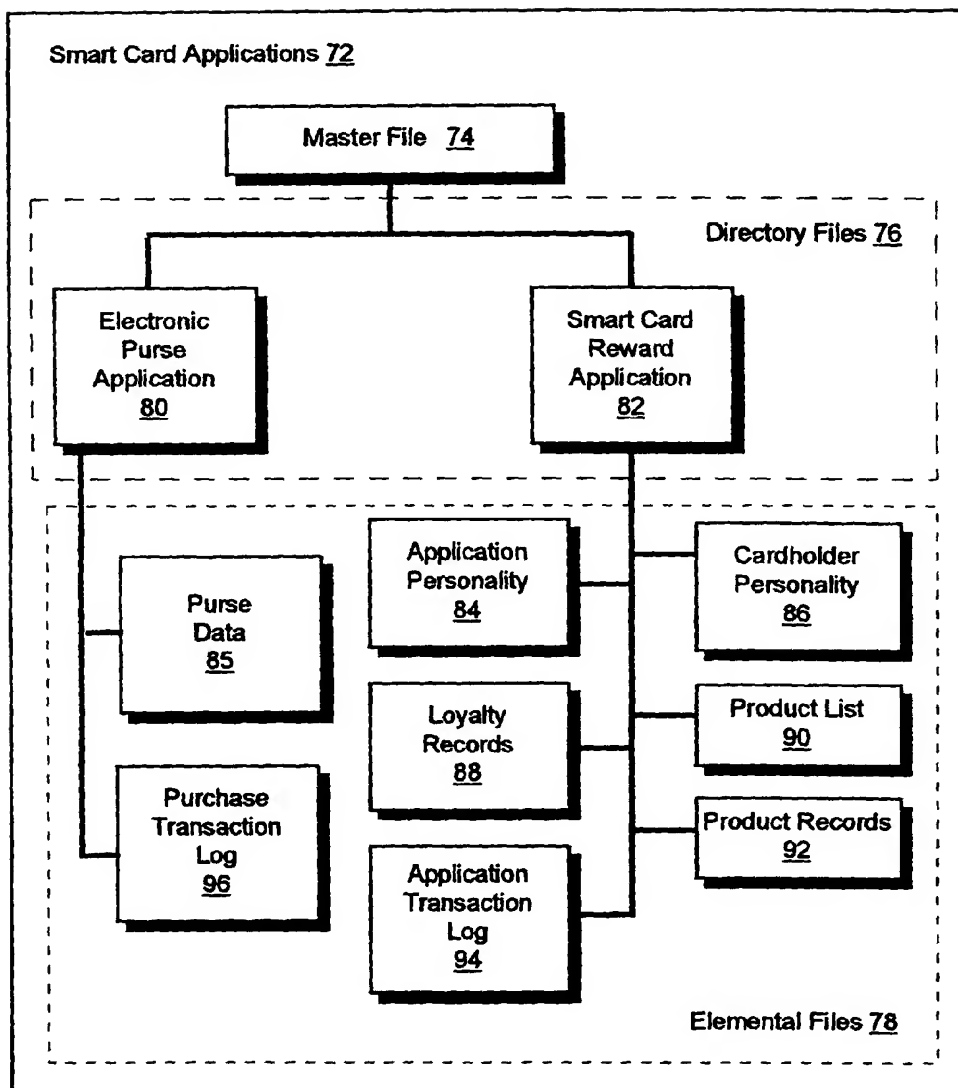 Smart Card Applications 72
Master File 74
Directory Files 76
Electronic
Purse
Application
80
Smart Card
Reward
Application
82
Purse
Data
85
Application
Personality
84
Cardholder
Personality
86
Loyalty
Records
88
Product List
90
Purchase
Transaction
Log
96
Application
Transaction
Log
94
Product Records
92
Elemental Files 78